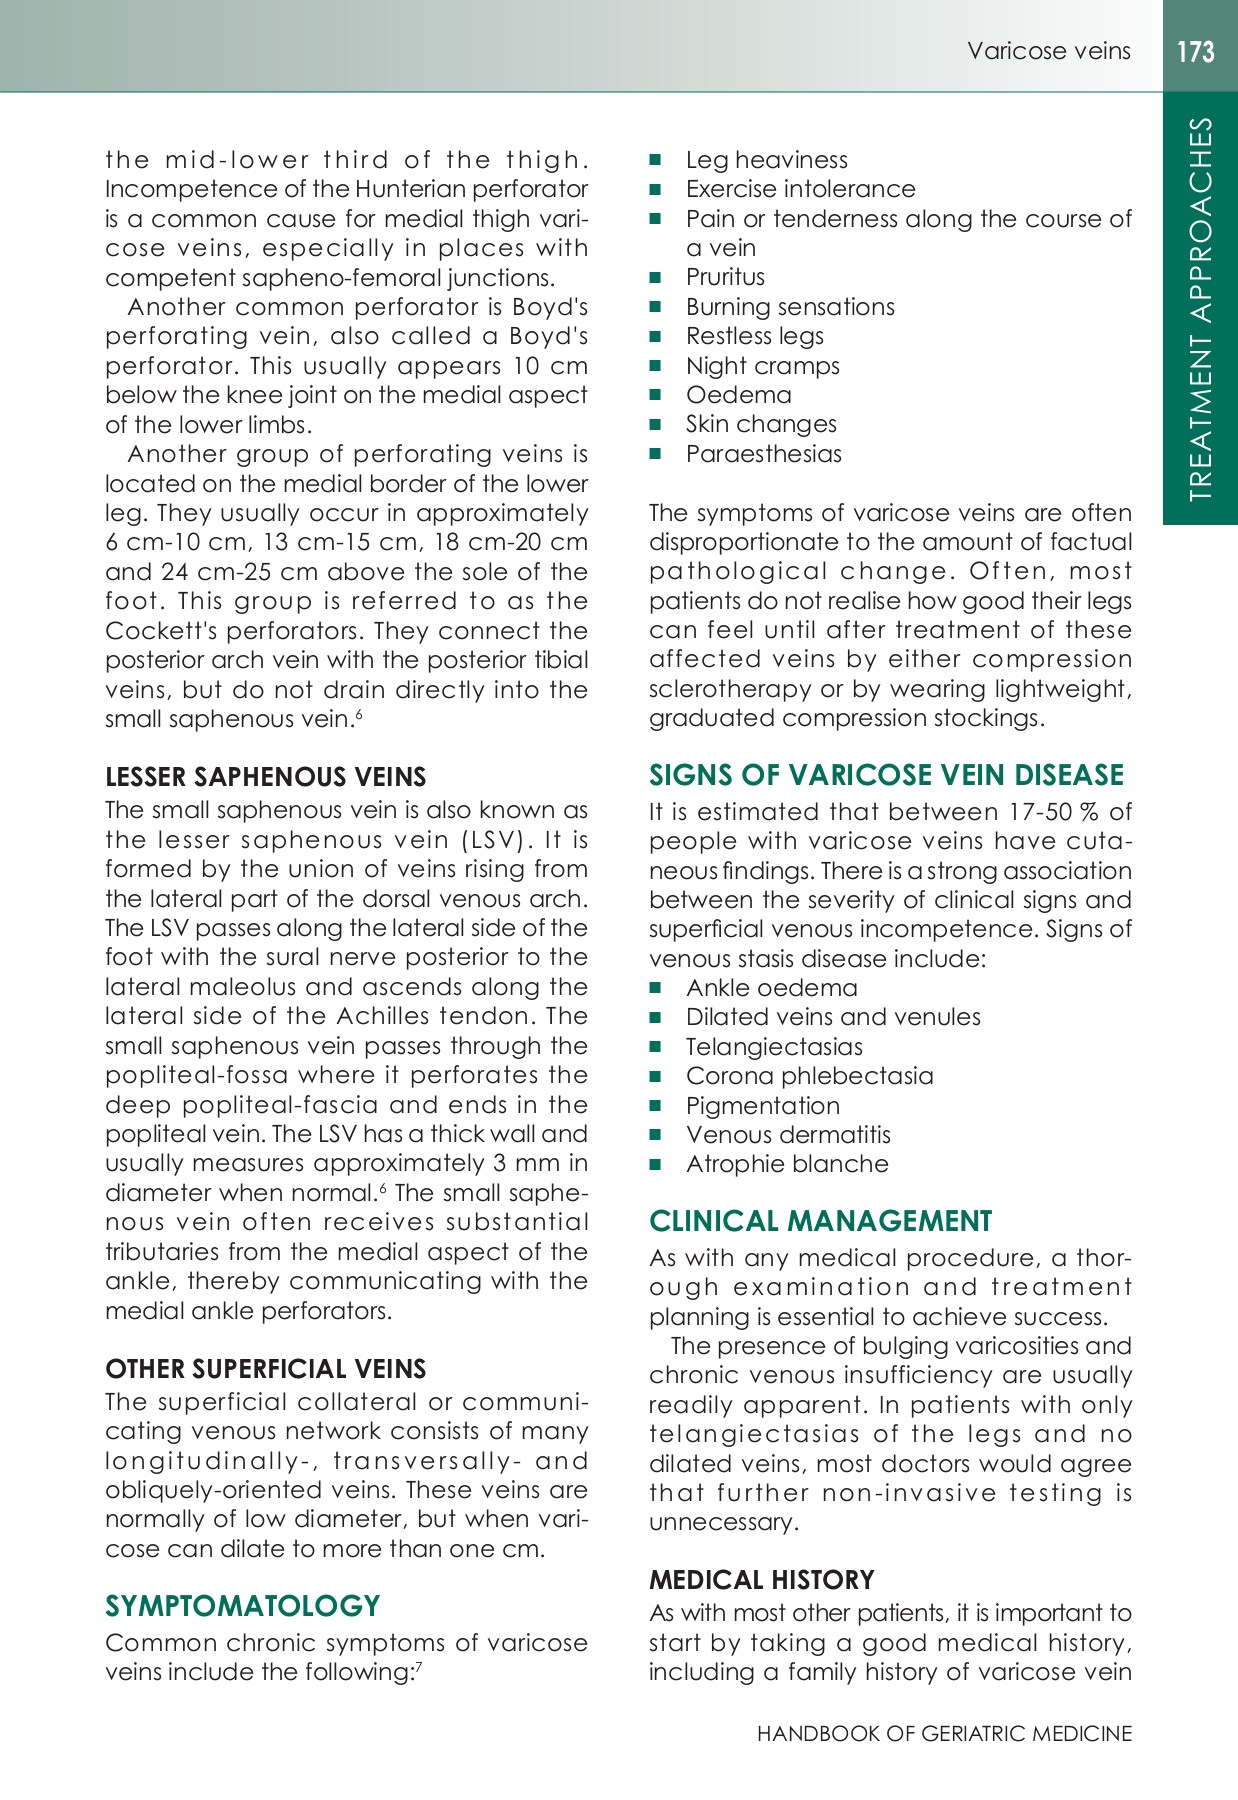 Varicose veins
173
TREATMENT APPROACHES
the mid-lower third of the thigh.
Incompetence of the Hunterian perforator
is a common cause for medial thigh vari-
cose veins, especially in places with
competent sapheno-femoral junctions.
Another common perforator is Boyd's
perforating vein, also called a Boyd's
perforator. This usually appears 10 cm
below the knee joint on the medial aspect
of the lower limbs.
Another group of perforating veins is
located on the medial border of the lower
leg. They usually occur in approximately
6 cm-10 cm, 13 cm-15 cm, 18 cm-20 cm
and 24 cm-25 cm above the sole of the
foot. This group is referred to as the
Cockett's perforators. They connect the
posterior arch vein with the posterior tibial
veins, but do not drain directly into the
small saphenous vein.⁶
LESSER SAPHENOUS VEINS
The small saphenous vein is also known as
the lesser saphenous vein (LSV). It is
formed by the union of veins rising from
the lateral part of the dorsal venous arch.
The LSV passes along the lateral side of the
foot with the sural nerve posterior to the
lateral maleolus and ascends along the
lateral side of the Achilles tendon. The
small saphenous vein passes through the
popliteal-fossa where it perforates the
deep popliteal-fascia and ends in the
popliteal vein. The LSV has a thick wall and
usually measures approximately 3 mm in
diameter when normal.⁶ The small saphe-
nous vein often receives substantial
tributaries from the medial aspect of the
ankle, thereby communicating with the
medial ankle perforators.
OTHER SUPERFICIAL VEINS
The superficial collateral or communi-
cating venous network consists of many
longitudinally-, transversally- and
obliquely-oriented veins. These veins are
normally of low diameter, but when vari-
cose can dilate to more than one cm.
SYMPTOMATOLOGY
Common chronic symptoms of varicose
veins include the following:⁷
■ Leg heaviness
■ Exercise intolerance
■ Pain or tenderness along the course of
a vein
■ Pruritus
■ Burning sensations
■ Restless legs
■ Night cramps
■ Oedema
■ Skin changes
■ Paraesthesias
The symptoms of varicose veins are often
disproportionate to the amount of factual
pathological change. Often, most
patients do not realise how good their legs
can feel until after treatment of these
affected veins by either compression
sclerotherapy or by wearing lightweight,
graduated compression stockings.
SIGNS OF VARICOSE VEIN DISEASE
It is estimated that between 17-50 % of
people with varicose veins have cuta-
neous findings. There is a strong association
between the severity of clinical signs and
superficial venous incompetence. Signs of
venous stasis disease include:
■ Ankle oedema
■ Dilated veins and venules
■ Telangiectasias
■ Corona phlebectasia
■ Pigmentation
■ Venous dermatitis
■ Atrophie blanche
CLINICAL MANAGEMENT
As with any medical procedure, a thor-
ough examination and treatment
planning is essential to achieve success.
The presence of bulging varicosities and
chronic venous insufficiency are usually
readily apparent. In patients with only
telangiectasias of the legs and no
dilated veins, most doctors would agree
that further non-invasive testing is
unnecessary.
MEDICAL HISTORY
As with most other patients, it is important to
start by taking a good medical history,
including a family history of varicose vein
HANDBOOK OF GERIATRIC MEDICINE